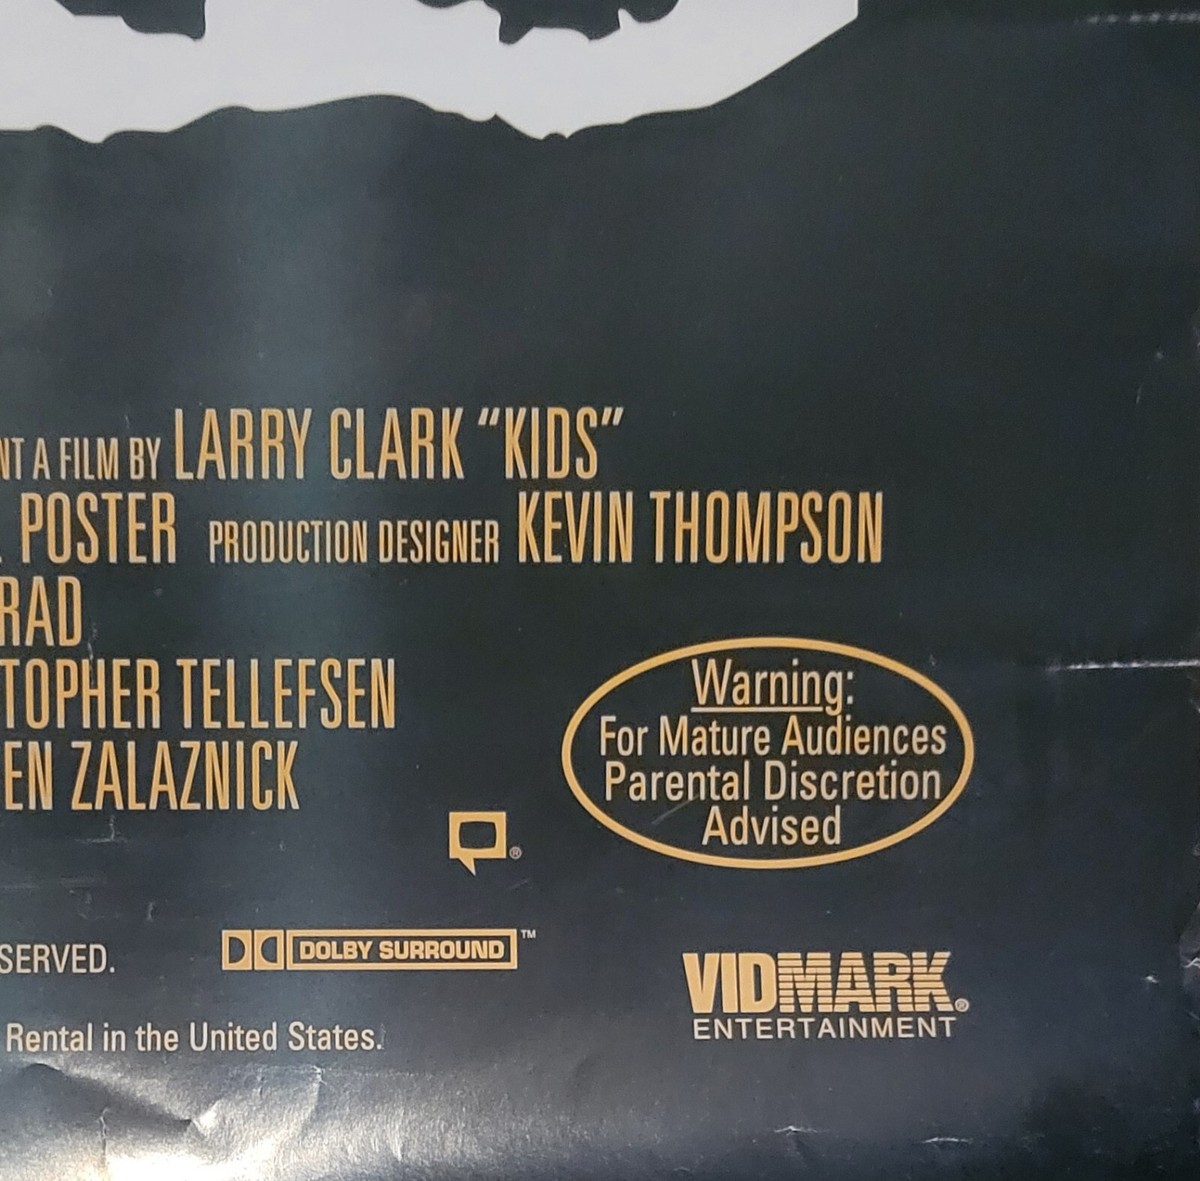 NT A FILM BY LARRY CLARK “KIDS”
POSTER PRODUCTION DESIGNER KEVIN THOMPSON
RAD
TOPHER TELLEFSEN
EN ZALAZNICK
Warning:
For Mature Audiences
Parental Discretion
Advised
®
SERVED.
DOLBY SURROUND™
VIDMARK®
ENTERTAINMENT
Rental in the United States.